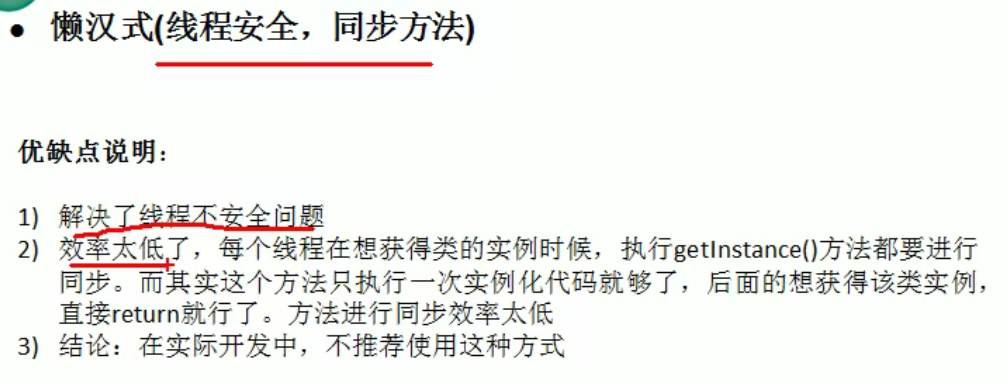 • 懒汉式(线程安全，同步方法)
优缺点说明：
1) 解决了线程不安全问题
2) 效率太低了，每个线程在想获得类的实例时候，执行getInstance()方法都要进行
同步。而其实这个方法只执行一次实例化代码就够了，后面的想获得该类实例，
直接return就行了。方法进行同步效率太低
3) 结论：在实际开发中，不推荐使用这种方式